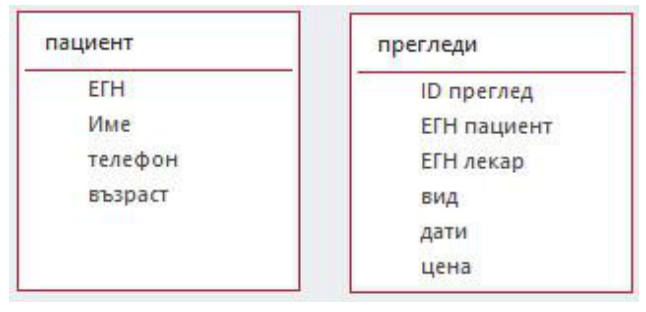 пациент
ЕГН
Име
телефон
възраст
прегледи
ID преглед
ЕГН пациент
ЕГН лекар
вид
дати
цена